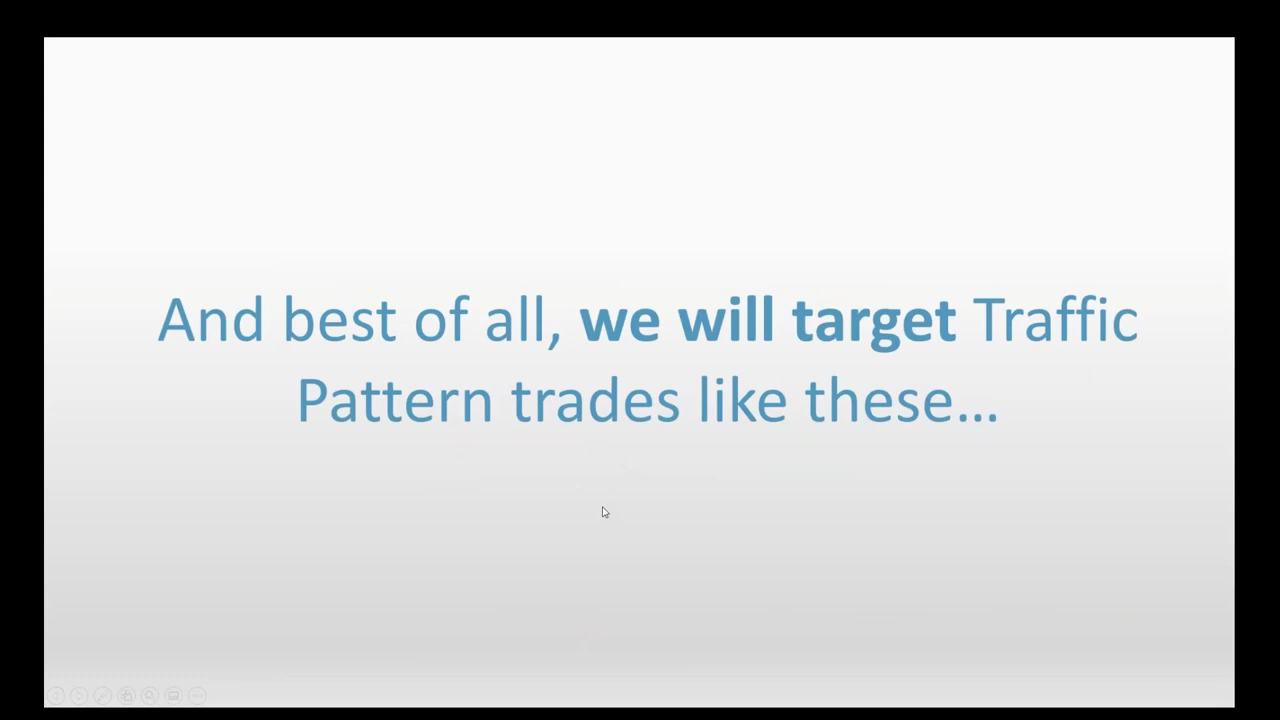 And best of all, we will target Traffic
Pattern trades like these…